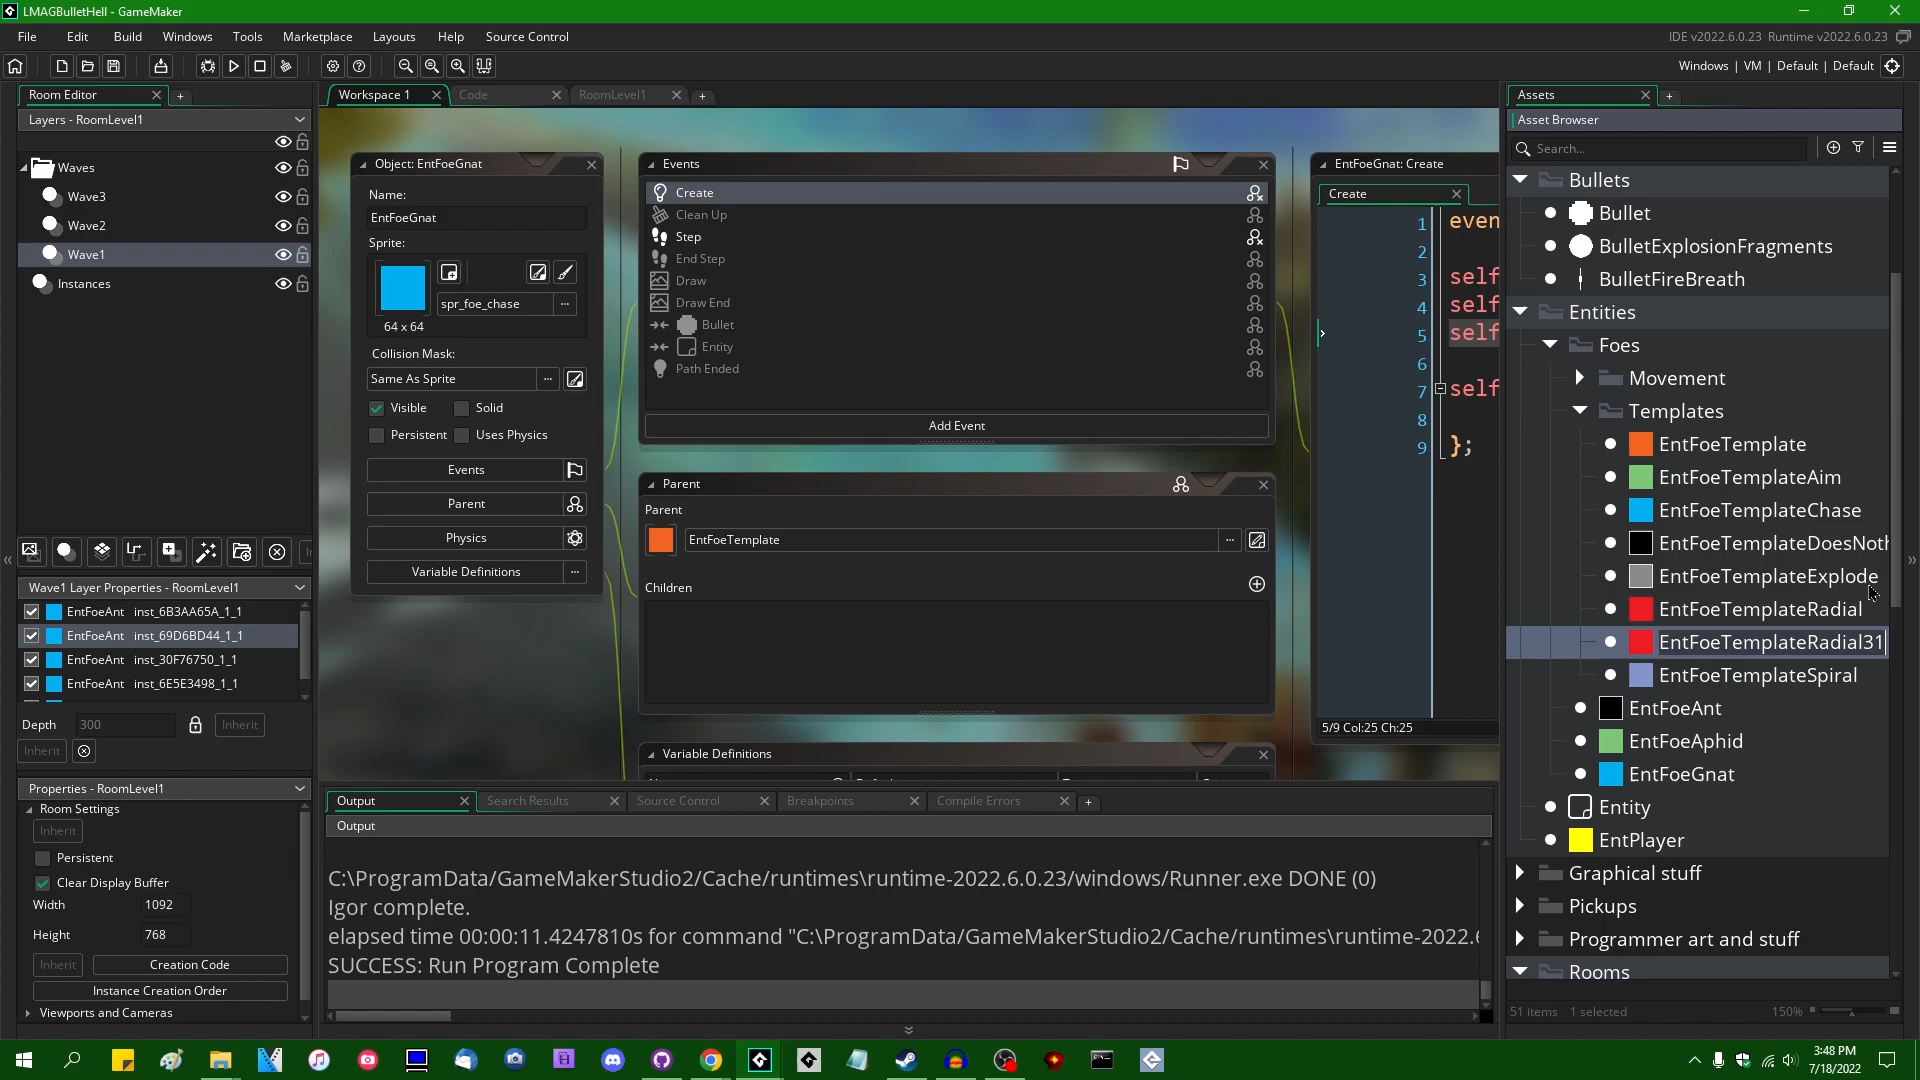 LMAGBulletHell - GameMaker
File Edit Build Windows Tools Marketplace Layouts Help Source Control
IDE v2022.6.0.23 Runtime v2022.6.0.23
Windows | VM | Default | Default
Room Editor
Layers - RoomLevel1
Waves
Wave3
Wave2
Wave1
Instances
Wave1 Layer Properties - RoomLevel1
EntFoeAnt inst_6B3AA65A_1_1
EntFoeAnt inst_69D6BD44_1_1
EntFoeAnt inst_30F76750_1_1
EntFoeAnt inst_6E5E3498_1_1
Depth 300 Inherit
Inherit
Properties - RoomLevel1
Room Settings
Inherit
Persistent
Clear Display Buffer
Width 1092
Height 768
Inherit Creation Code
Instance Creation Order
Viewports and Cameras
Workspace 1 Code RoomLevel1
Object: EntFoeGnat
Name:
EntFoeGnat
Sprite:
spr_foe_chase
64 x 64
Collision Mask:
Same As Sprite
Visible Solid
Persistent Uses Physics
Events
Parent
Physics
Variable Definitions
Events
Create
Clean Up
Step
End Step
Draw
Draw End
Bullet
Entity
Path Ended
Add Event
Parent
Parent
EntFoeTemplate
Children
Variable Definitions
EntFoeGnat: Create
Create
1 even
2
3 self
4 self
5 self
6
7 self
8
9 };
5/9 Col:25 Ch:25
Output Search Results Source Control Breakpoints Compile Errors
Output
C:\ProgramData/GameMakerStudio2/Cache/runtimes\runtime-2022.6.0.23/windows/Runner.exe DONE (0)
Igor complete.
elapsed time 00:00:11.4247810s for command "C:\ProgramData/GameMakerStudio2/Cache/runtimes\runtime-2022.6
SUCCESS: Run Program Complete
Assets
Asset Browser
Search...
Bullets
Bullet
BulletExplosionFragments
BulletFireBreath
Entities
Foes
Movement
Templates
EntFoeTemplate
EntFoeTemplateAim
EntFoeTemplateChase
EntFoeTemplateDoesNoth
EntFoeTemplateExplode
EntFoeTemplateRadial
EntFoeTemplateRadial31
EntFoeTemplateSpiral
EntFoeAnt
EntFoeAphid
EntFoeGnat
Entity
EntPlayer
Graphical stuff
Pickups
Programmer art and stuff
Rooms
51 items 1 selected 150%
3:48 PM
7/18/2022